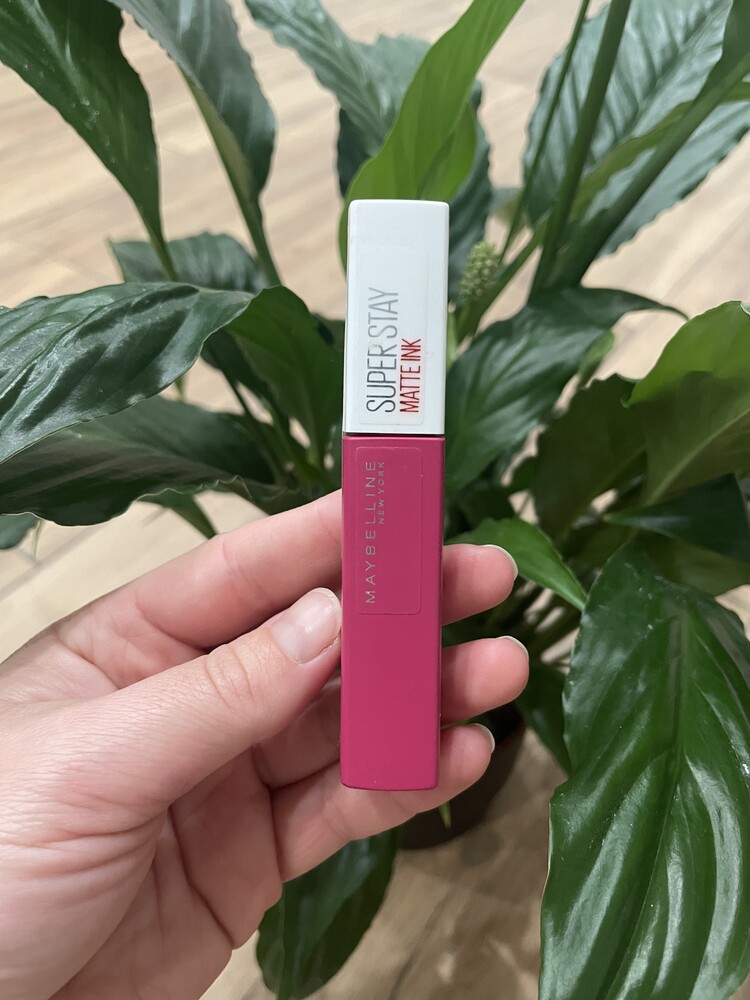 SUPER STAY
MATTE INK
MAYBELLINE
NEW YORK